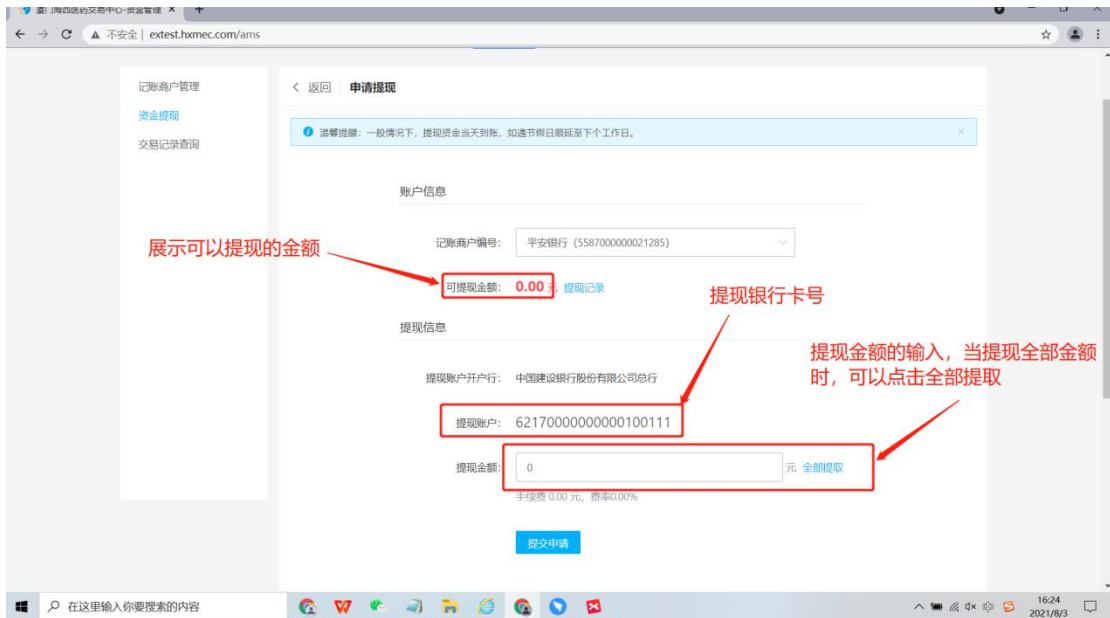 厦门海西医药交易中心-资金管理
不安全 | extest.hxmec.com/ams
记账商户管理
资金提现
交易记录查询
返回 申请提现
温馨提醒：一般情况下，提现资金当天到账，如遇节假日顺延至下个工作日。
账户信息
记账商户编号： 平安银行（5587000000021285）
展示可以提现的金额
可提现金额： 0.00 元 提现记录
提现银行卡号
提现信息
提现金额的输入，当提现全部金额
时，可以点击全部提取
提现账户开户行： 中国建设银行股份有限公司总行
提现账户： 62170000000000100111
提现金额： 0 元 全部提取
手续费 0.00 元，费率0.00%
提交申请
在这里输入你要搜索的内容
16:24
2021/8/3